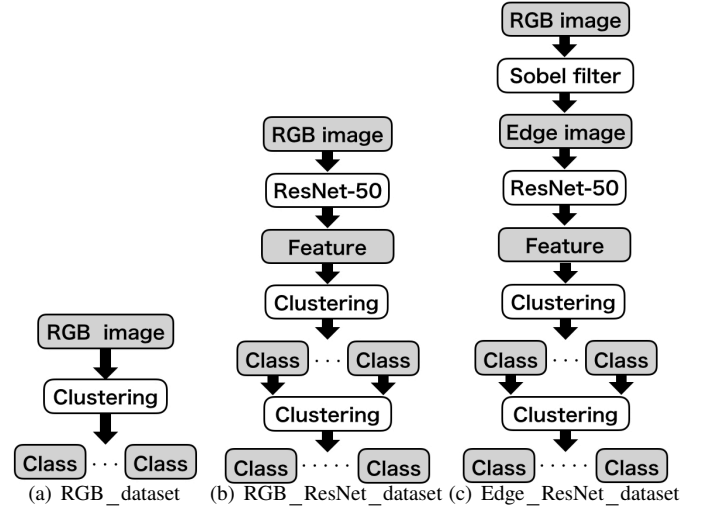 RGB image
Clustering
Class ··· Class
(a) RGB_dataset
RGB image
ResNet-50
Feature
Clustering
Class ··· Class
Clustering
Class ····· Class
(b) RGB_ResNet_dataset
RGB image
Sobel filter
Edge image
ResNet-50
Feature
Clustering
Class ··· Class
Clustering
Class ····· Class
(c) Edge_ResNet_dataset